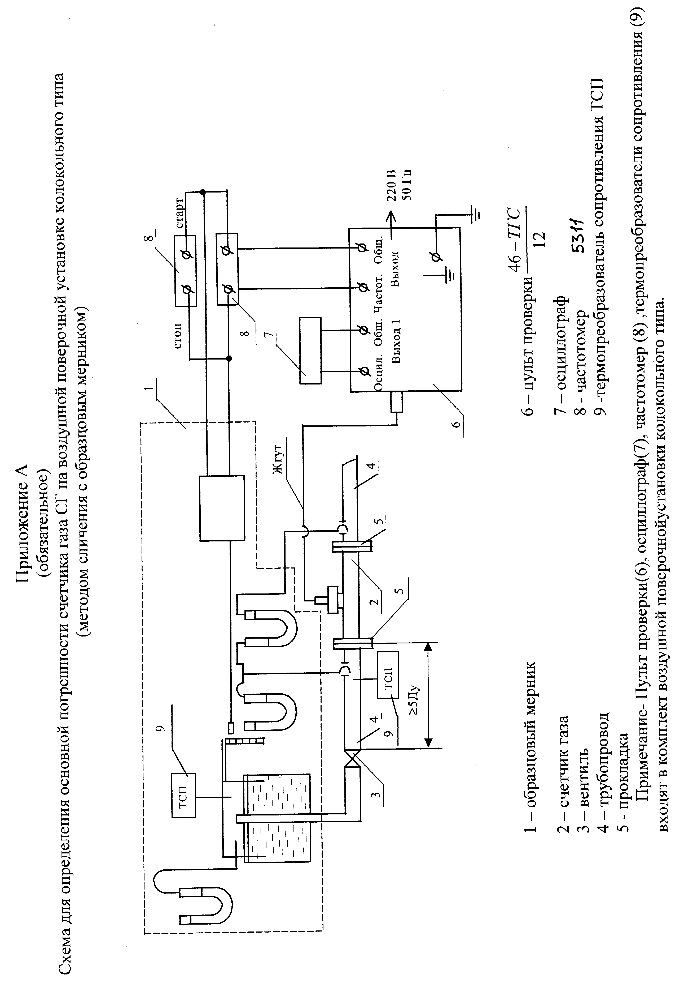 Приложение А
(обязательное)
Схема для определения основной погрешности счетчика газа СГ на воздушной поверочной установке колокольного типа
(методом сличения с образцовым мерником)
1
8
старт
стоп
8
7
9
ТСП
Жгут
Осцил. Общ. Частот. Общ.
Выход 1
Выход
220 В
50 Гц
6
4
5
2
5
ТСП
4
9
3
≥5Ду
1 – образцовый мерник
2 – счетчик газа
3 – вентиль
4 – трубопровод
5 - прокладка
6 – пульт проверки 46 – ТГС
12
7 – осциллограф
8 - частотомер 5311
9 -термопреобразователь сопротивления ТСП
Примечание- Пульт проверки(6), осциллограф(7), частотомер (8) ,термопреобразователи сопротивления (9)
входят в комплект воздушной поверочнойустановки колокольного типа.